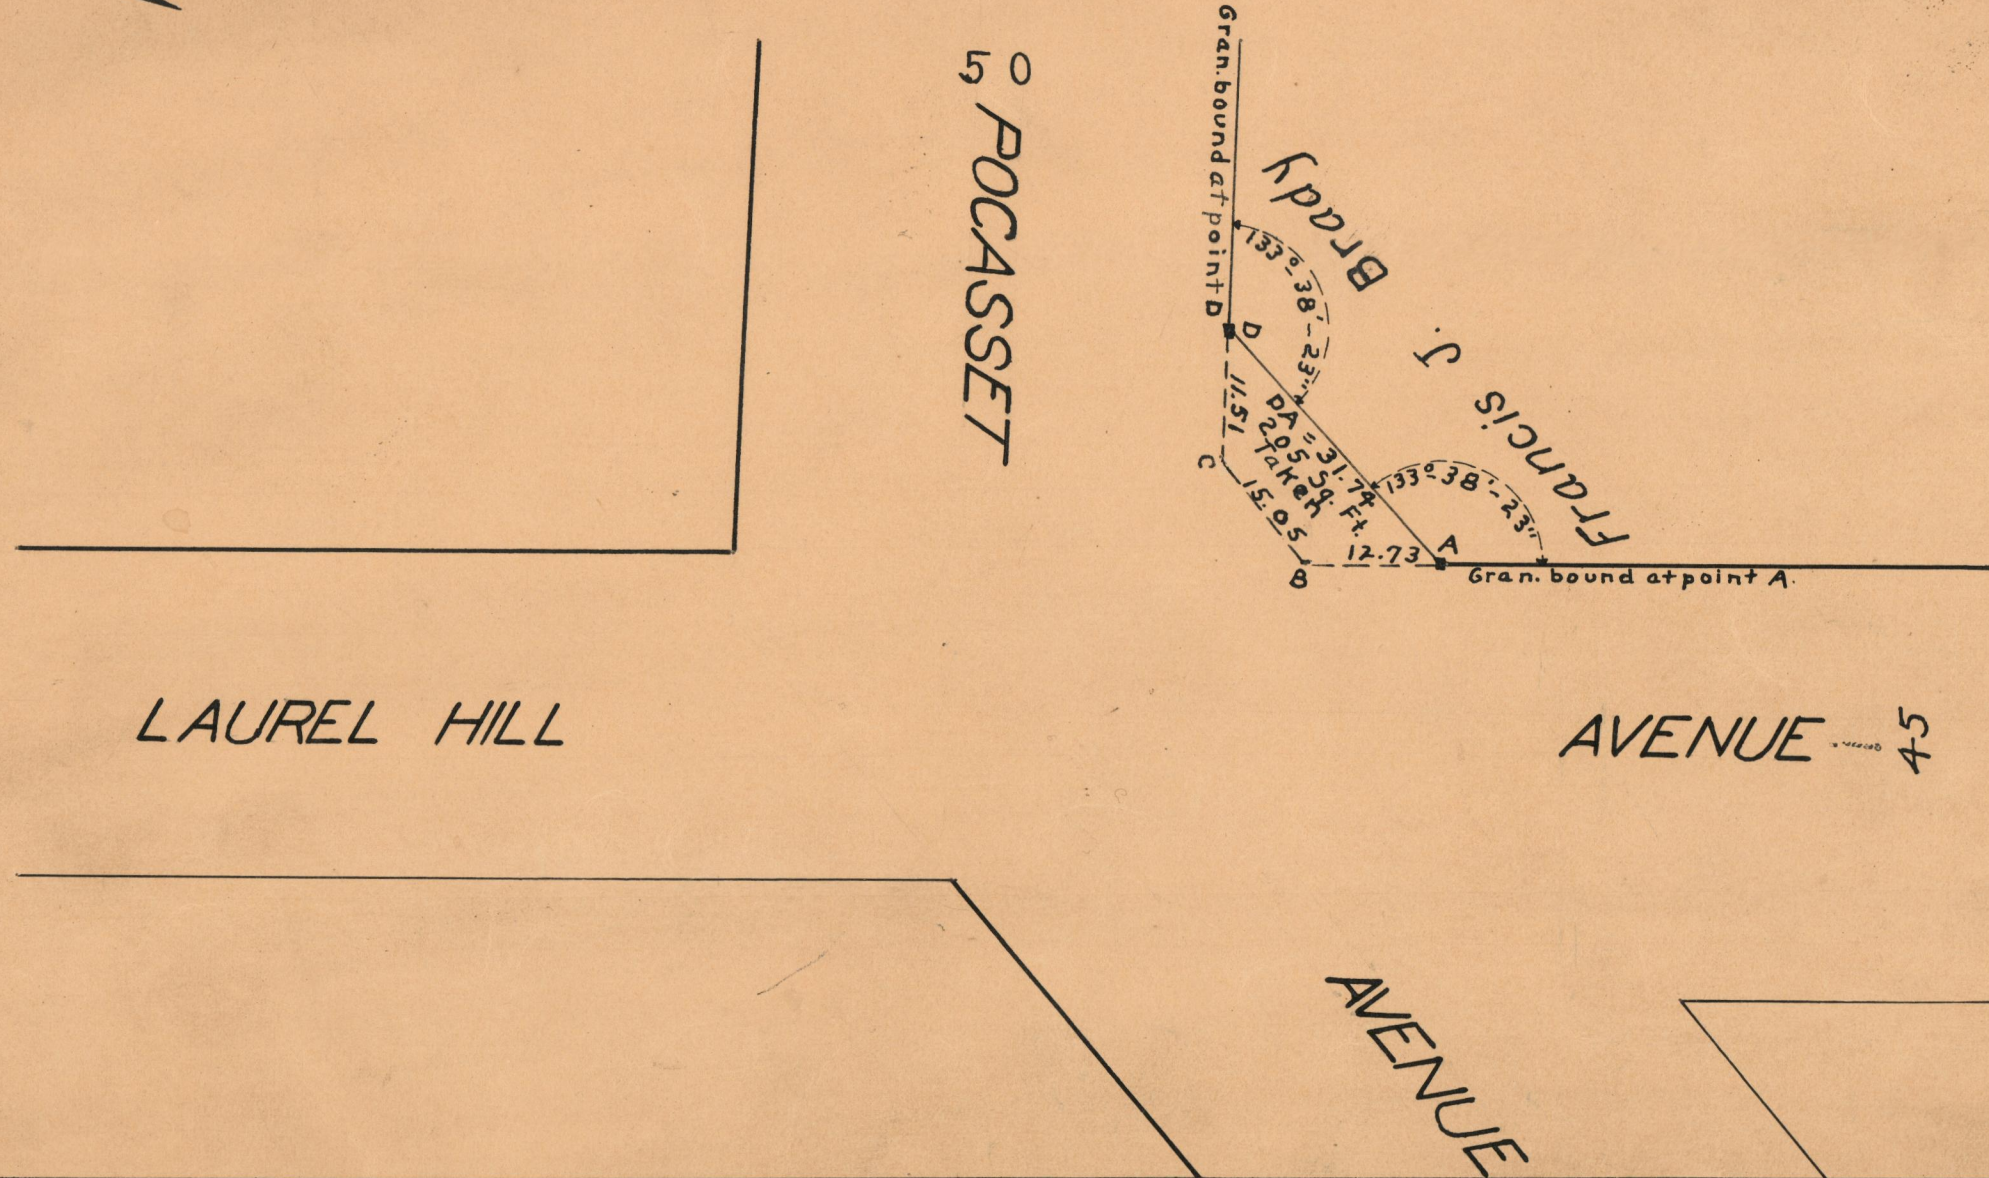 50
POCASSET
AVENUE
LAUREL HILL AVENUE
45
Gran. bound at point D
D
133°-38'-23"
11.51
DA = 31.74
205 Sq. Ft.
Taken
C
15.05
B
12.73
A
133°-38'-23"
Gran. bound at point A.
Francis J. Brady